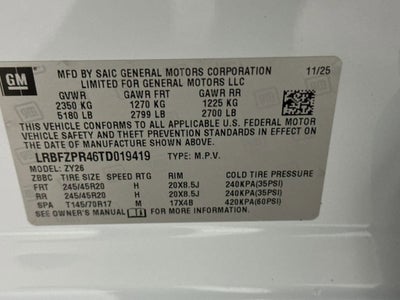 GM
MFD BY SAIC GENERAL MOTORS CORPORATION 11/25
LIMITED FOR GENERAL MOTORS LLC
GVWR GAWR FRT GAWR RR
2350 KG 1270 KG 1225 KG
5180 LB 2799 LB 2700 LB
THIS VEHICLE CONFORMS TO ALL APPLICABLE U.S. FEDERAL MOTOR
VEHICLE SAFETY, BUMPER, AND THEFT PREVENTION STANDARDS
IN EFFECT ON THE DATE OF MANUFACTURE SHOWN ABOVE.
LRBFZPR46TD019419 TYPE: M.P.V.
MODEL: ZY26
ZBBC TIRE SIZE SPEED RTG RIM COLD TIRE PRESSURE
FRT 245/45R20 H 20X8.5J 240KPA(35PSI)
RR 245/45R20 H 20X8.5J 240KPA(35PSI)
SPA T145/70R17 M 17X4B 420KPA(60PSI)
SEE OWNER'S MANUAL FOR MORE INFORMATION